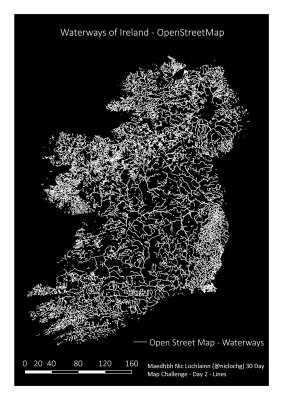 Waterways of Ireland - OpenStreetMap
Open Street Map - Waterways
0 20 40 80 120 160
Maedhbh Nic Lochlainn (@niclochg) 30 Day
Map Challenge - Day 2 - Lines